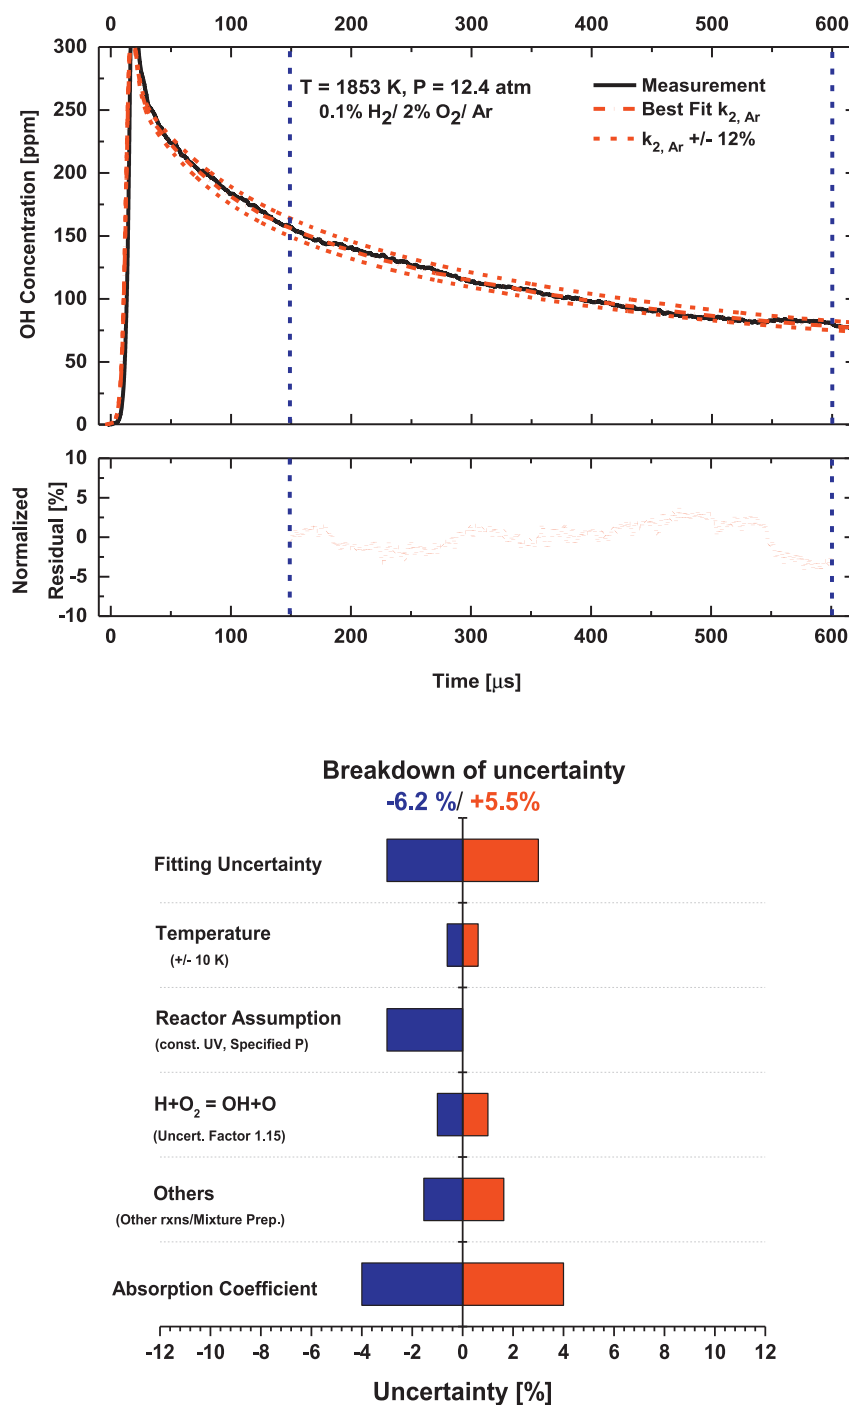 0 100 200 300 400 500 600
300
250
200
150
100
50
0
OH Concentration [ppm]
T = 1853 K, P = 12.4 atm
0.1% H2/ 2% O2/ Ar
Measurement
Best Fit k2, Ar
k2, Ar +/- 12%
10
5
0
-5
-10
Normalized
Residual [%]
0 100 200 300 400 500 600
Time [μs]
Breakdown of uncertainty
-6.2 %/ +5.5%
Fitting Uncertainty
Temperature
(+/- 10 K)
Reactor Assumption
(const. UV, Specified P)
H+O2 = OH+O
(Uncert. Factor 1.15)
Others
(Other rxns/Mixture Prep.)
Absorption Coefficient
-12 -10 -8 -6 -4 -2 0 2 4 6 8 10 12
Uncertainty [%]